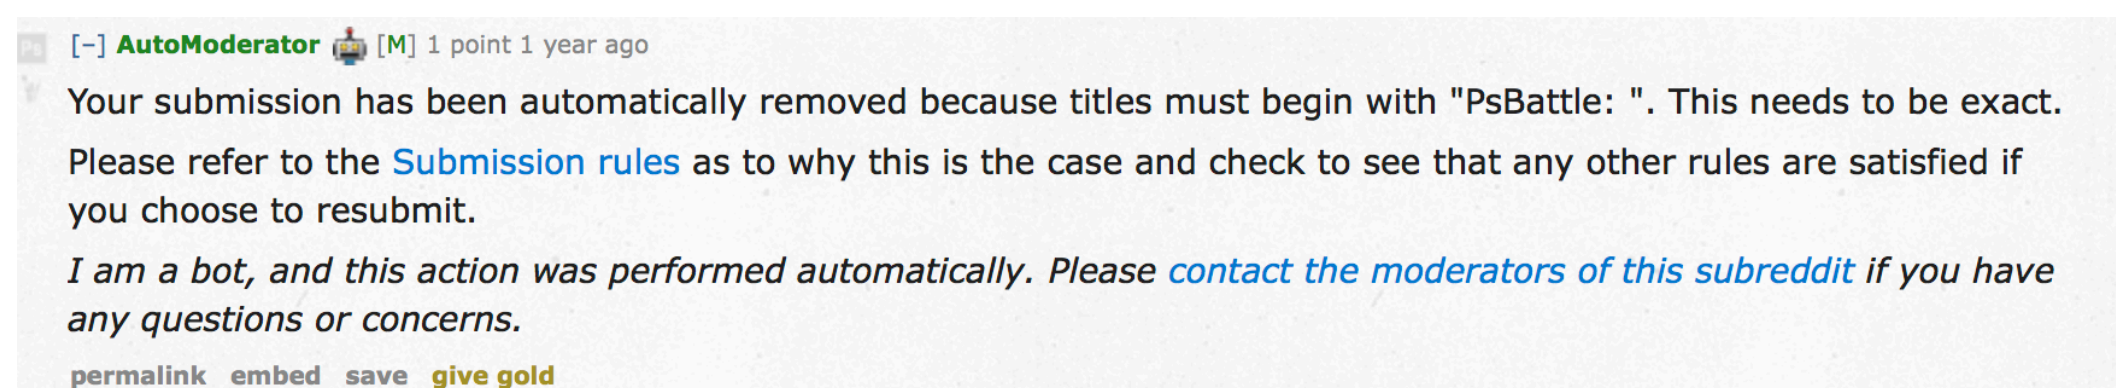 [–] AutoModerator [M] 1 point 1 year ago
Your submission has been automatically removed because titles must begin with "PsBattle: ". This needs to be exact.
Please refer to the Submission rules as to why this is the case and check to see that any other rules are satisfied if
you choose to resubmit.
I am a bot, and this action was performed automatically. Please contact the moderators of this subreddit if you have
any questions or concerns.
permalink embed save give gold